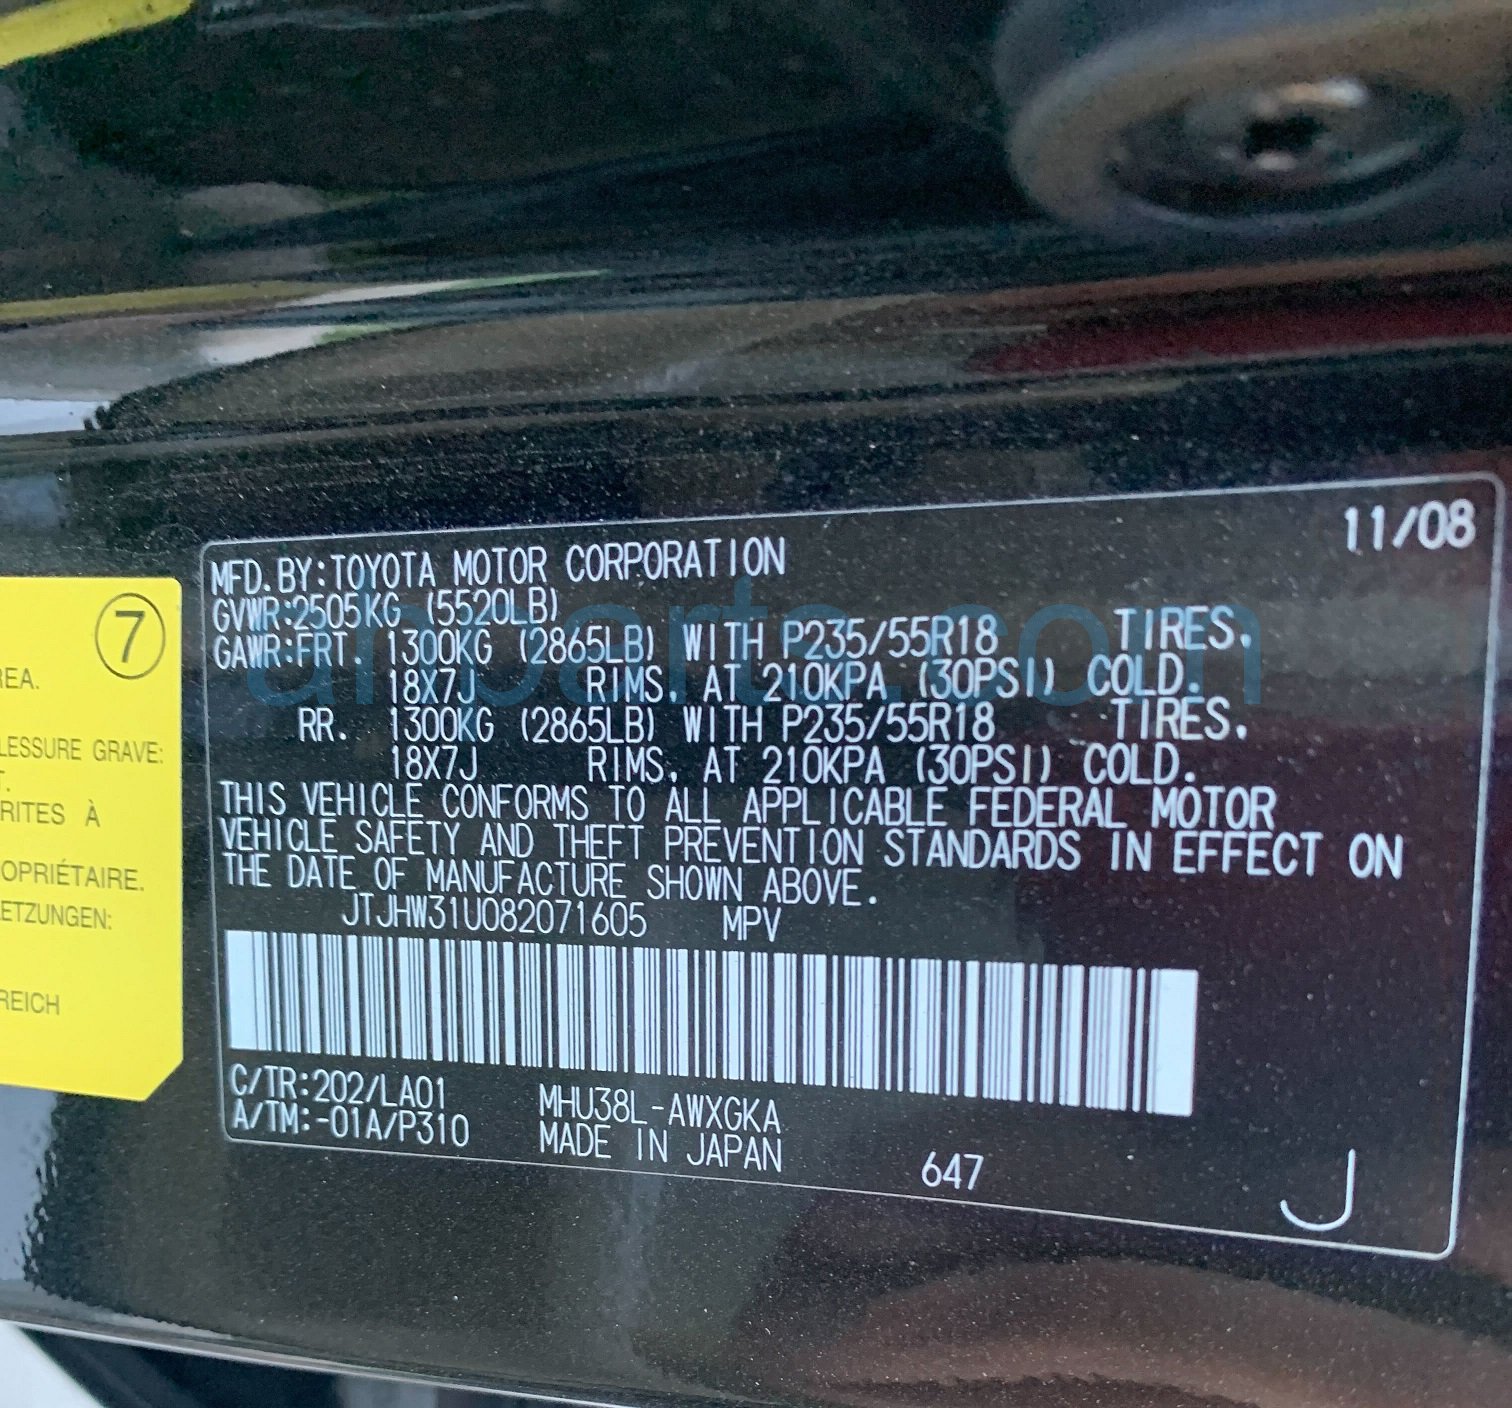 11/08
MFD. BY:TOYOTA MOTOR CORPORATION
GVWR:2505KG (5520LB)
GAWR:FRT. 1300KG (2865LB) WITH P235/55R18 TIRES.
18X7J RIMS, AT 210KPA (30PSI) COLD.
RR. 1300KG (2865LB) WITH P235/55R18 TIRES.
18X7J RIMS, AT 210KPA (30PSI) COLD.
THIS VEHICLE CONFORMS TO ALL APPLICABLE FEDERAL MOTOR
VEHICLE SAFETY AND THEFT PREVENTION STANDARDS IN EFFECT ON
THE DATE OF MANUFACTURE SHOWN ABOVE.
JTJHW31U082071605 MPV
C/TR:202/LA01 MHU38L-AWXGKA
A/TM:-01A/P310 MADE IN JAPAN
647
J
7
REA.
LESSURE GRAVE:
T.
RITES À
OPRIÉTAIRE.
ETZUNGEN:
REICH